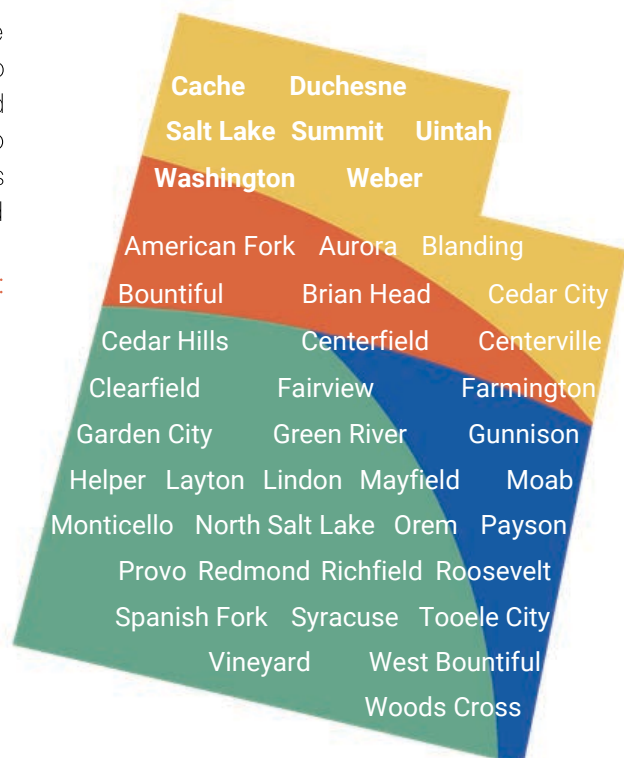 Cache Duchesne
Salt Lake Summit Uintah
Washington Weber
American Fork Aurora Blanding
Bountiful Brian Head Cedar City
Cedar Hills Centerfield Centerville
Clearfield Fairview Farmington
Garden City Green River Gunnison
Helper Layton Lindon Mayfield Moab
Monticello North Salt Lake Orem Payson
Provo Redmond Richfield Roosevelt
Spanish Fork Syracuse Tooele City
Vineyard West Bountiful
Woods Cross